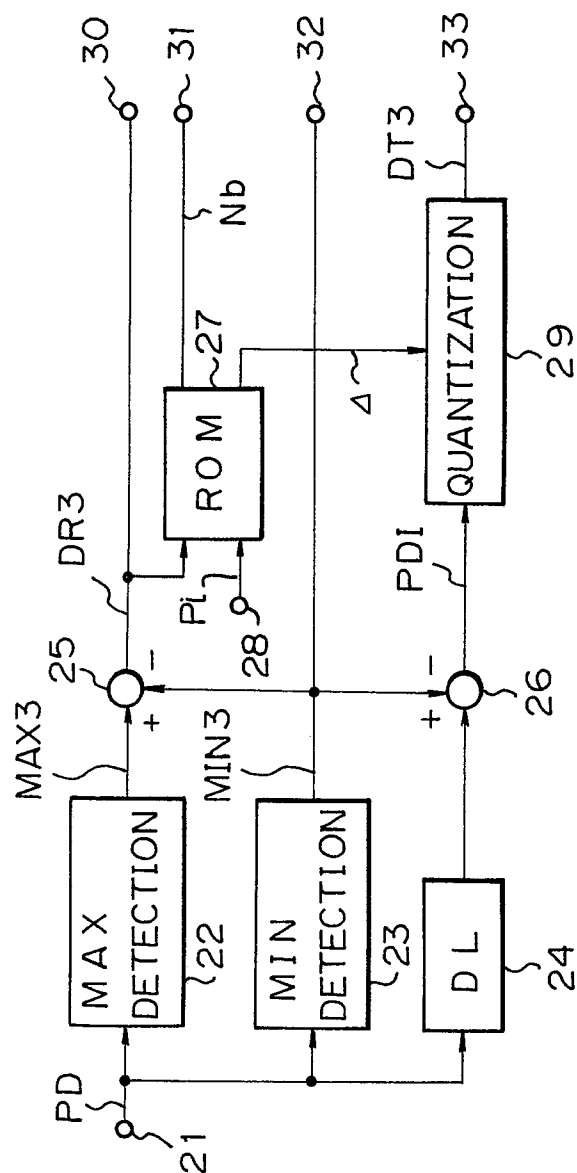 PD
21
MAX
DETECTION
22
MAX3
25
+
−
DR3
30
31
Nb
ROM
27
Pi
28
MIN
DETECTION
23
MIN3
32
Δ
DL
24
+
−
26
PDI
QUANTIZATION
29
DT3
33